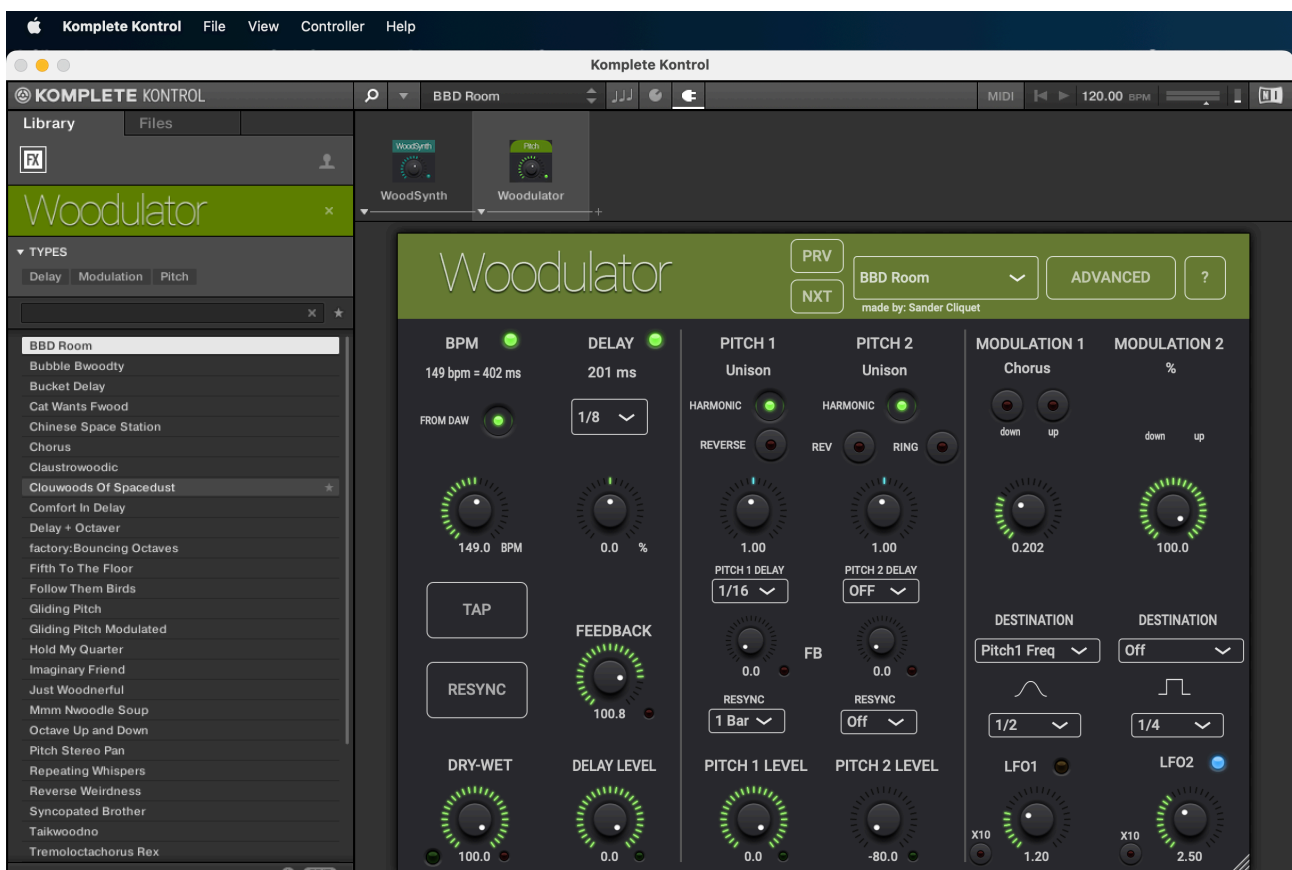 Komplete Kontrol File View Controller Help
Komplete Kontrol
KOMPLETE KONTROL
BBD Room
MIDI 120.00 BPM
NI
Library Files
FX
Woodulator ×
TYPES
Delay Modulation Pitch
×
BBD Room
Bubble Bwoodty
Bucket Delay
Cat Wants Fwood
Chinese Space Station
Chorus
Claustrowoodic
Clouwoods Of Spacedust
Comfort In Delay
Delay + Octaver
factory:Bouncing Octaves
Fifth To The Floor
Follow Them Birds
Gliding Pitch
Gliding Pitch Modulated
Hold My Quarter
Imaginary Friend
Just Woodnerful
Mmm Nwoodle Soup
Octave Up and Down
Pitch Stereo Pan
Repeating Whispers
Reverse Weirdness
Syncopated Brother
Taikwoodno
Tremoloctachorus Rex
WoodSynth Pitch
WoodSynth Woodulator
+
Woodulator
PRV
NXT
BBD Room
made by: Sander Cliquet
ADVANCED
?
BPM DELAY PITCH 1 PITCH 2 MODULATION 1 MODULATION 2
149 bpm = 402 ms 201 ms Unison Unison Chorus %
FROM DAW 1/8 HARMONIC HARMONIC
REVERSE REV RING
down up down up
149.0 BPM 0.0 % 1.00 1.00 0.202 100.0
PITCH 1 DELAY PITCH 2 DELAY
1/16 OFF
TAP
FEEDBACK
DESTINATION DESTINATION
Pitch1 Freq Off
FB
0.0 0.0
RESYNC
100.8
RESYNC RESYNC
1 Bar Off
1/2 1/4
DRY-WET DELAY LEVEL PITCH 1 LEVEL PITCH 2 LEVEL LFO1 LFO2
X10 X10
100.0 0.0 0.0 -80.0 1.20 2.50